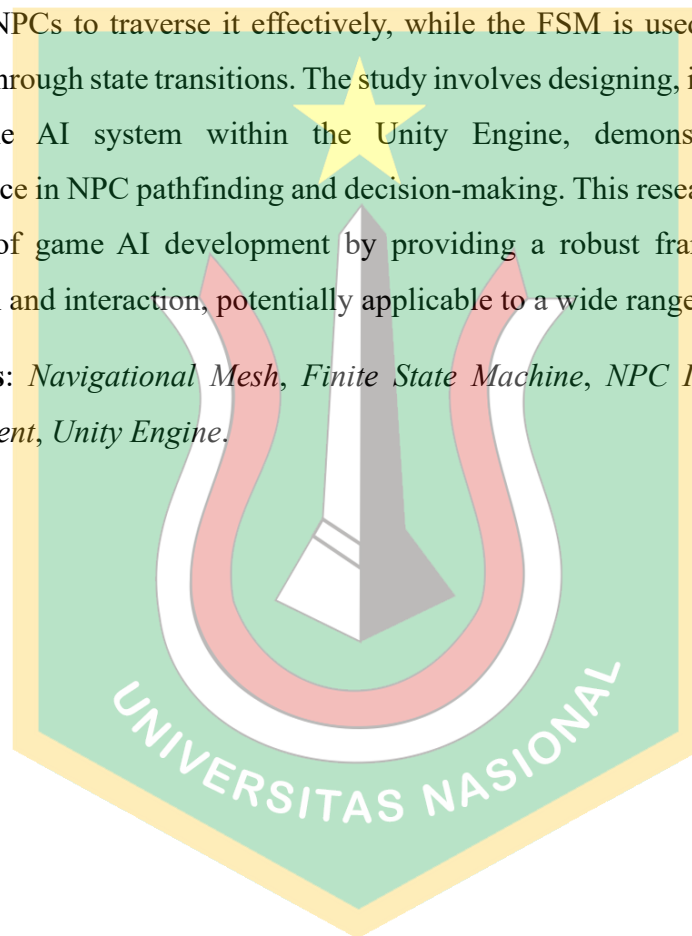 NPCs to traverse it effectively, while the FSM is used
through state transitions. The study involves designing, i
e AI system within the Unity Engine, demons
ce in NPC pathfinding and decision-making. This resea
of game AI development by providing a robust fra
and interaction, potentially applicable to a wide range
s: Navigational Mesh, Finite State Machine, NPC I
ent, Unity Engine.
UNIVERSITAS NASIONAL